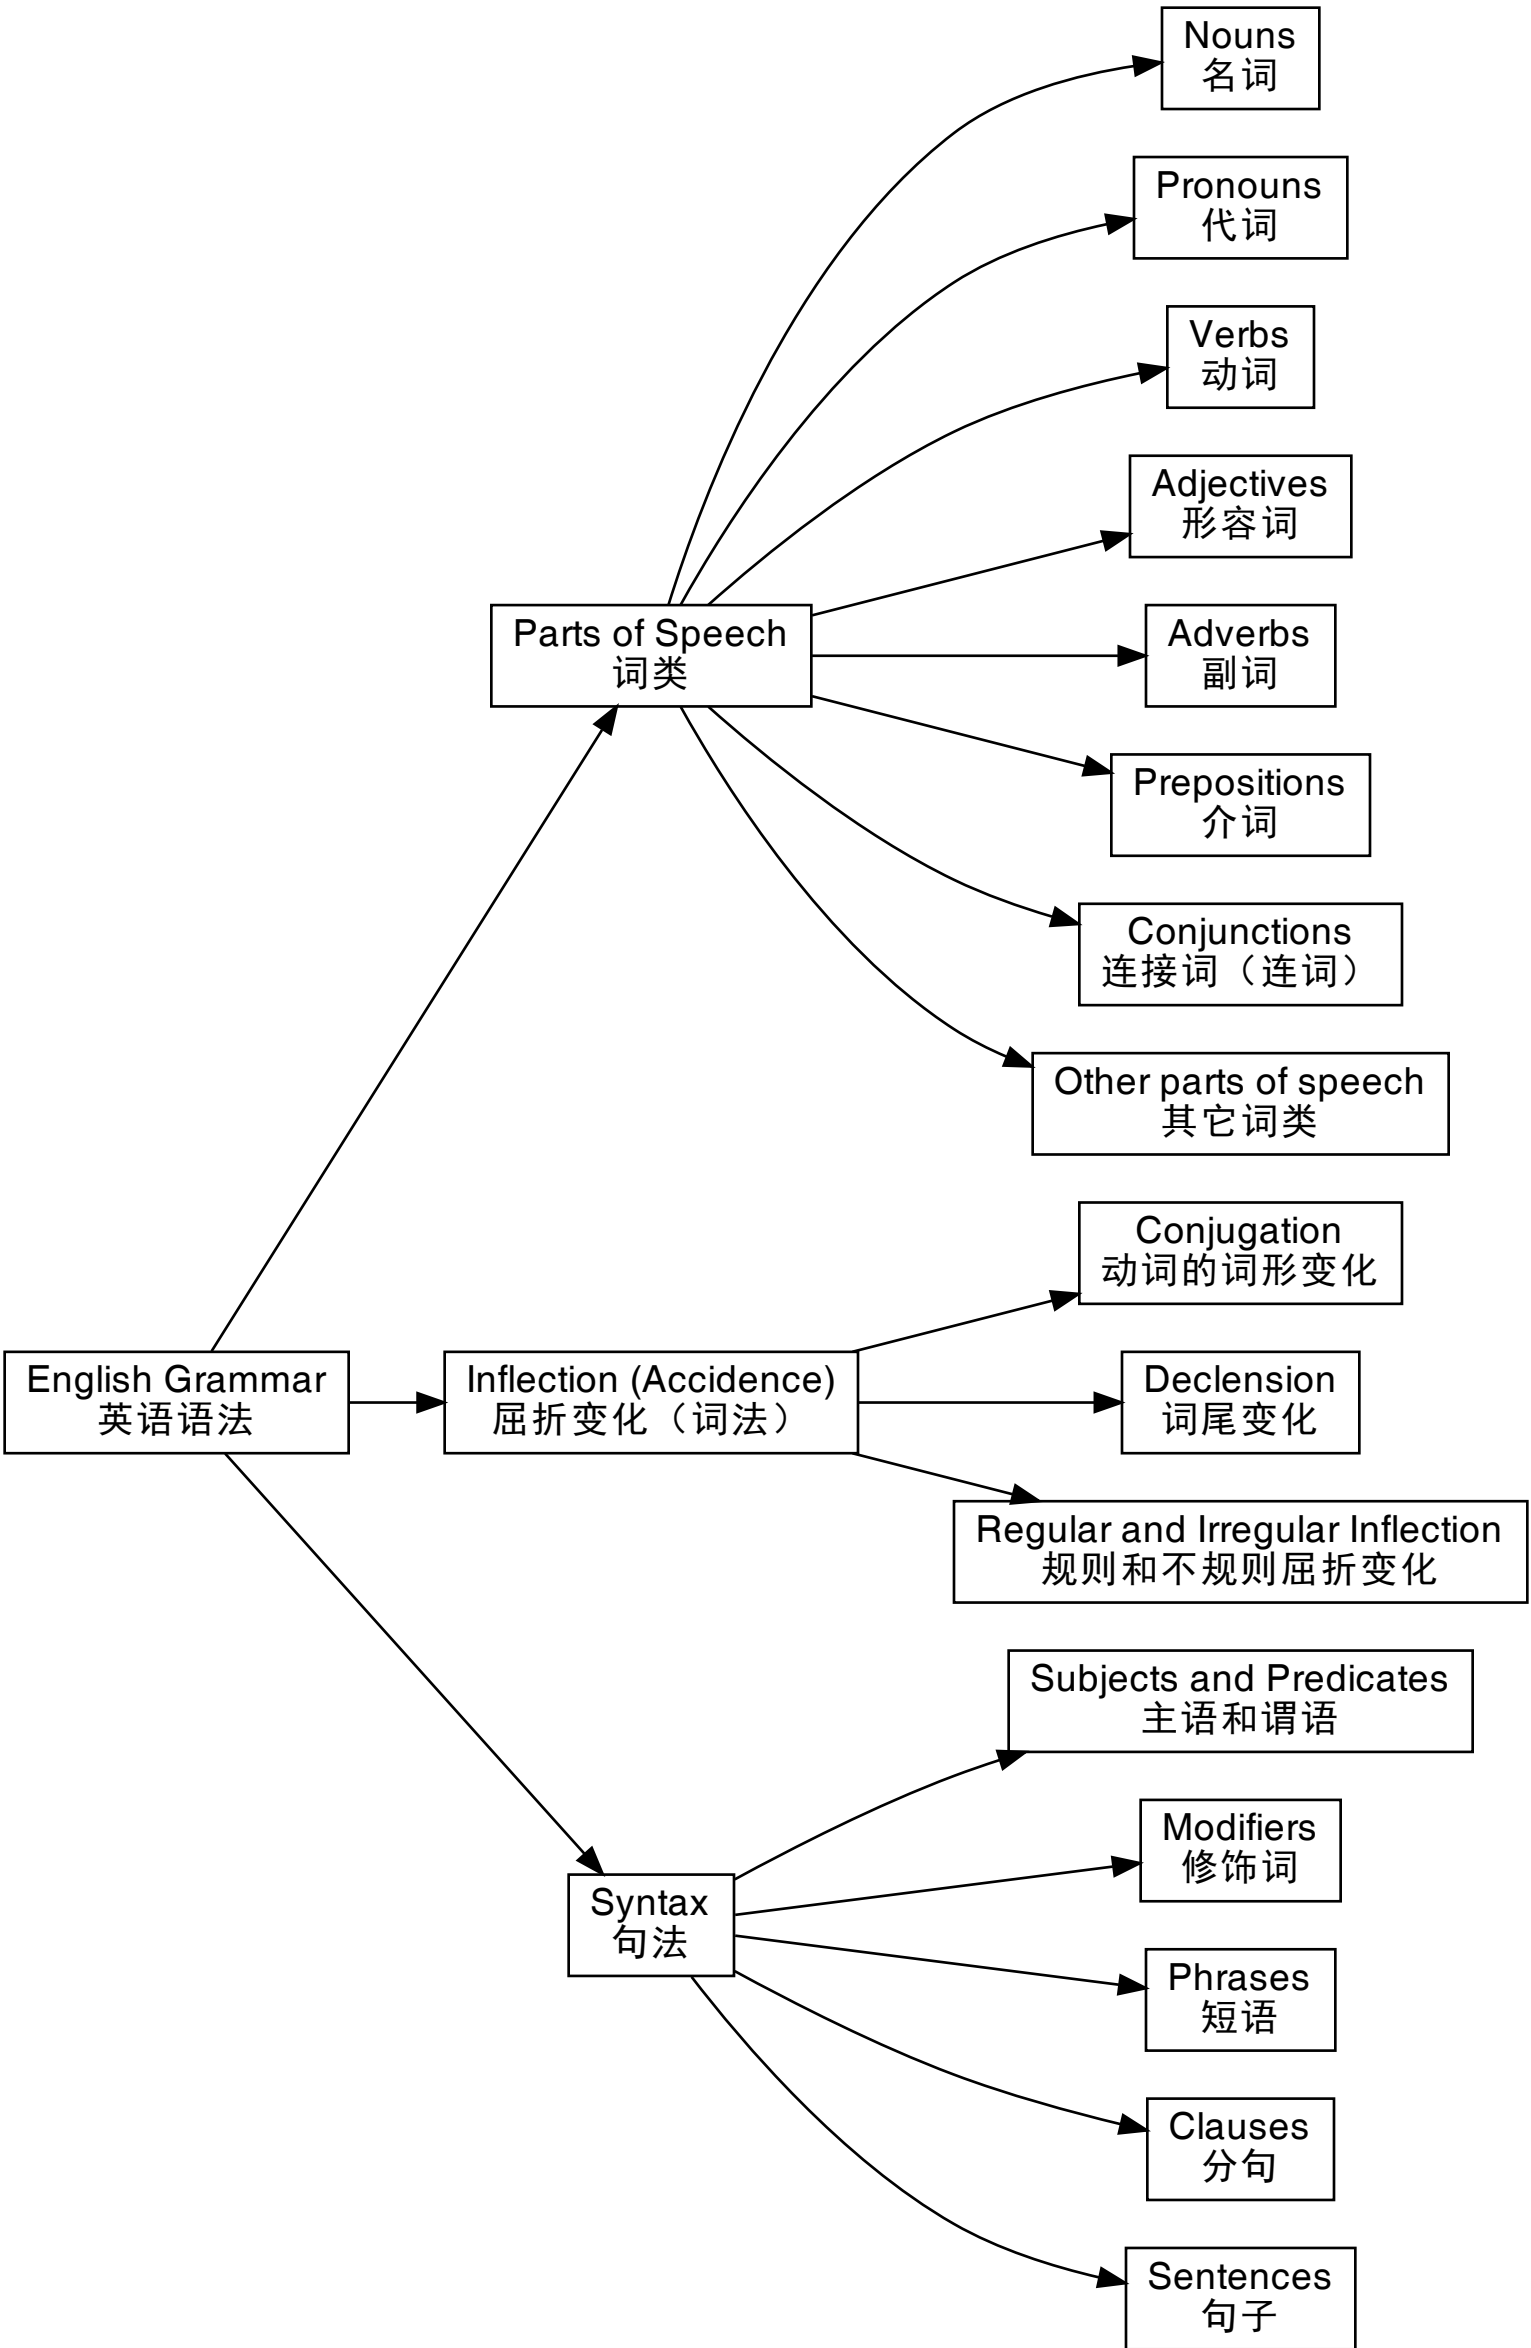 Nouns
名词
Pronouns
代词
Verbs
动词
Adjectives
形容词
Parts of Speech
词类
Adverbs
副词
Prepositions
介词
Conjunctions
连接词（连词）
Other parts of speech
其它词类
Conjugation
动词的词形变化
English Grammar
英语语法
Inflection (Accidence)
屈折变化（词法）
Declension
词尾变化
Regular and Irregular Inflection
规则和不规则屈折变化
Subjects and Predicates
主语和谓语
Modifiers
修饰词
Syntax
句法
Phrases
短语
Clauses
分句
Sentences
句子